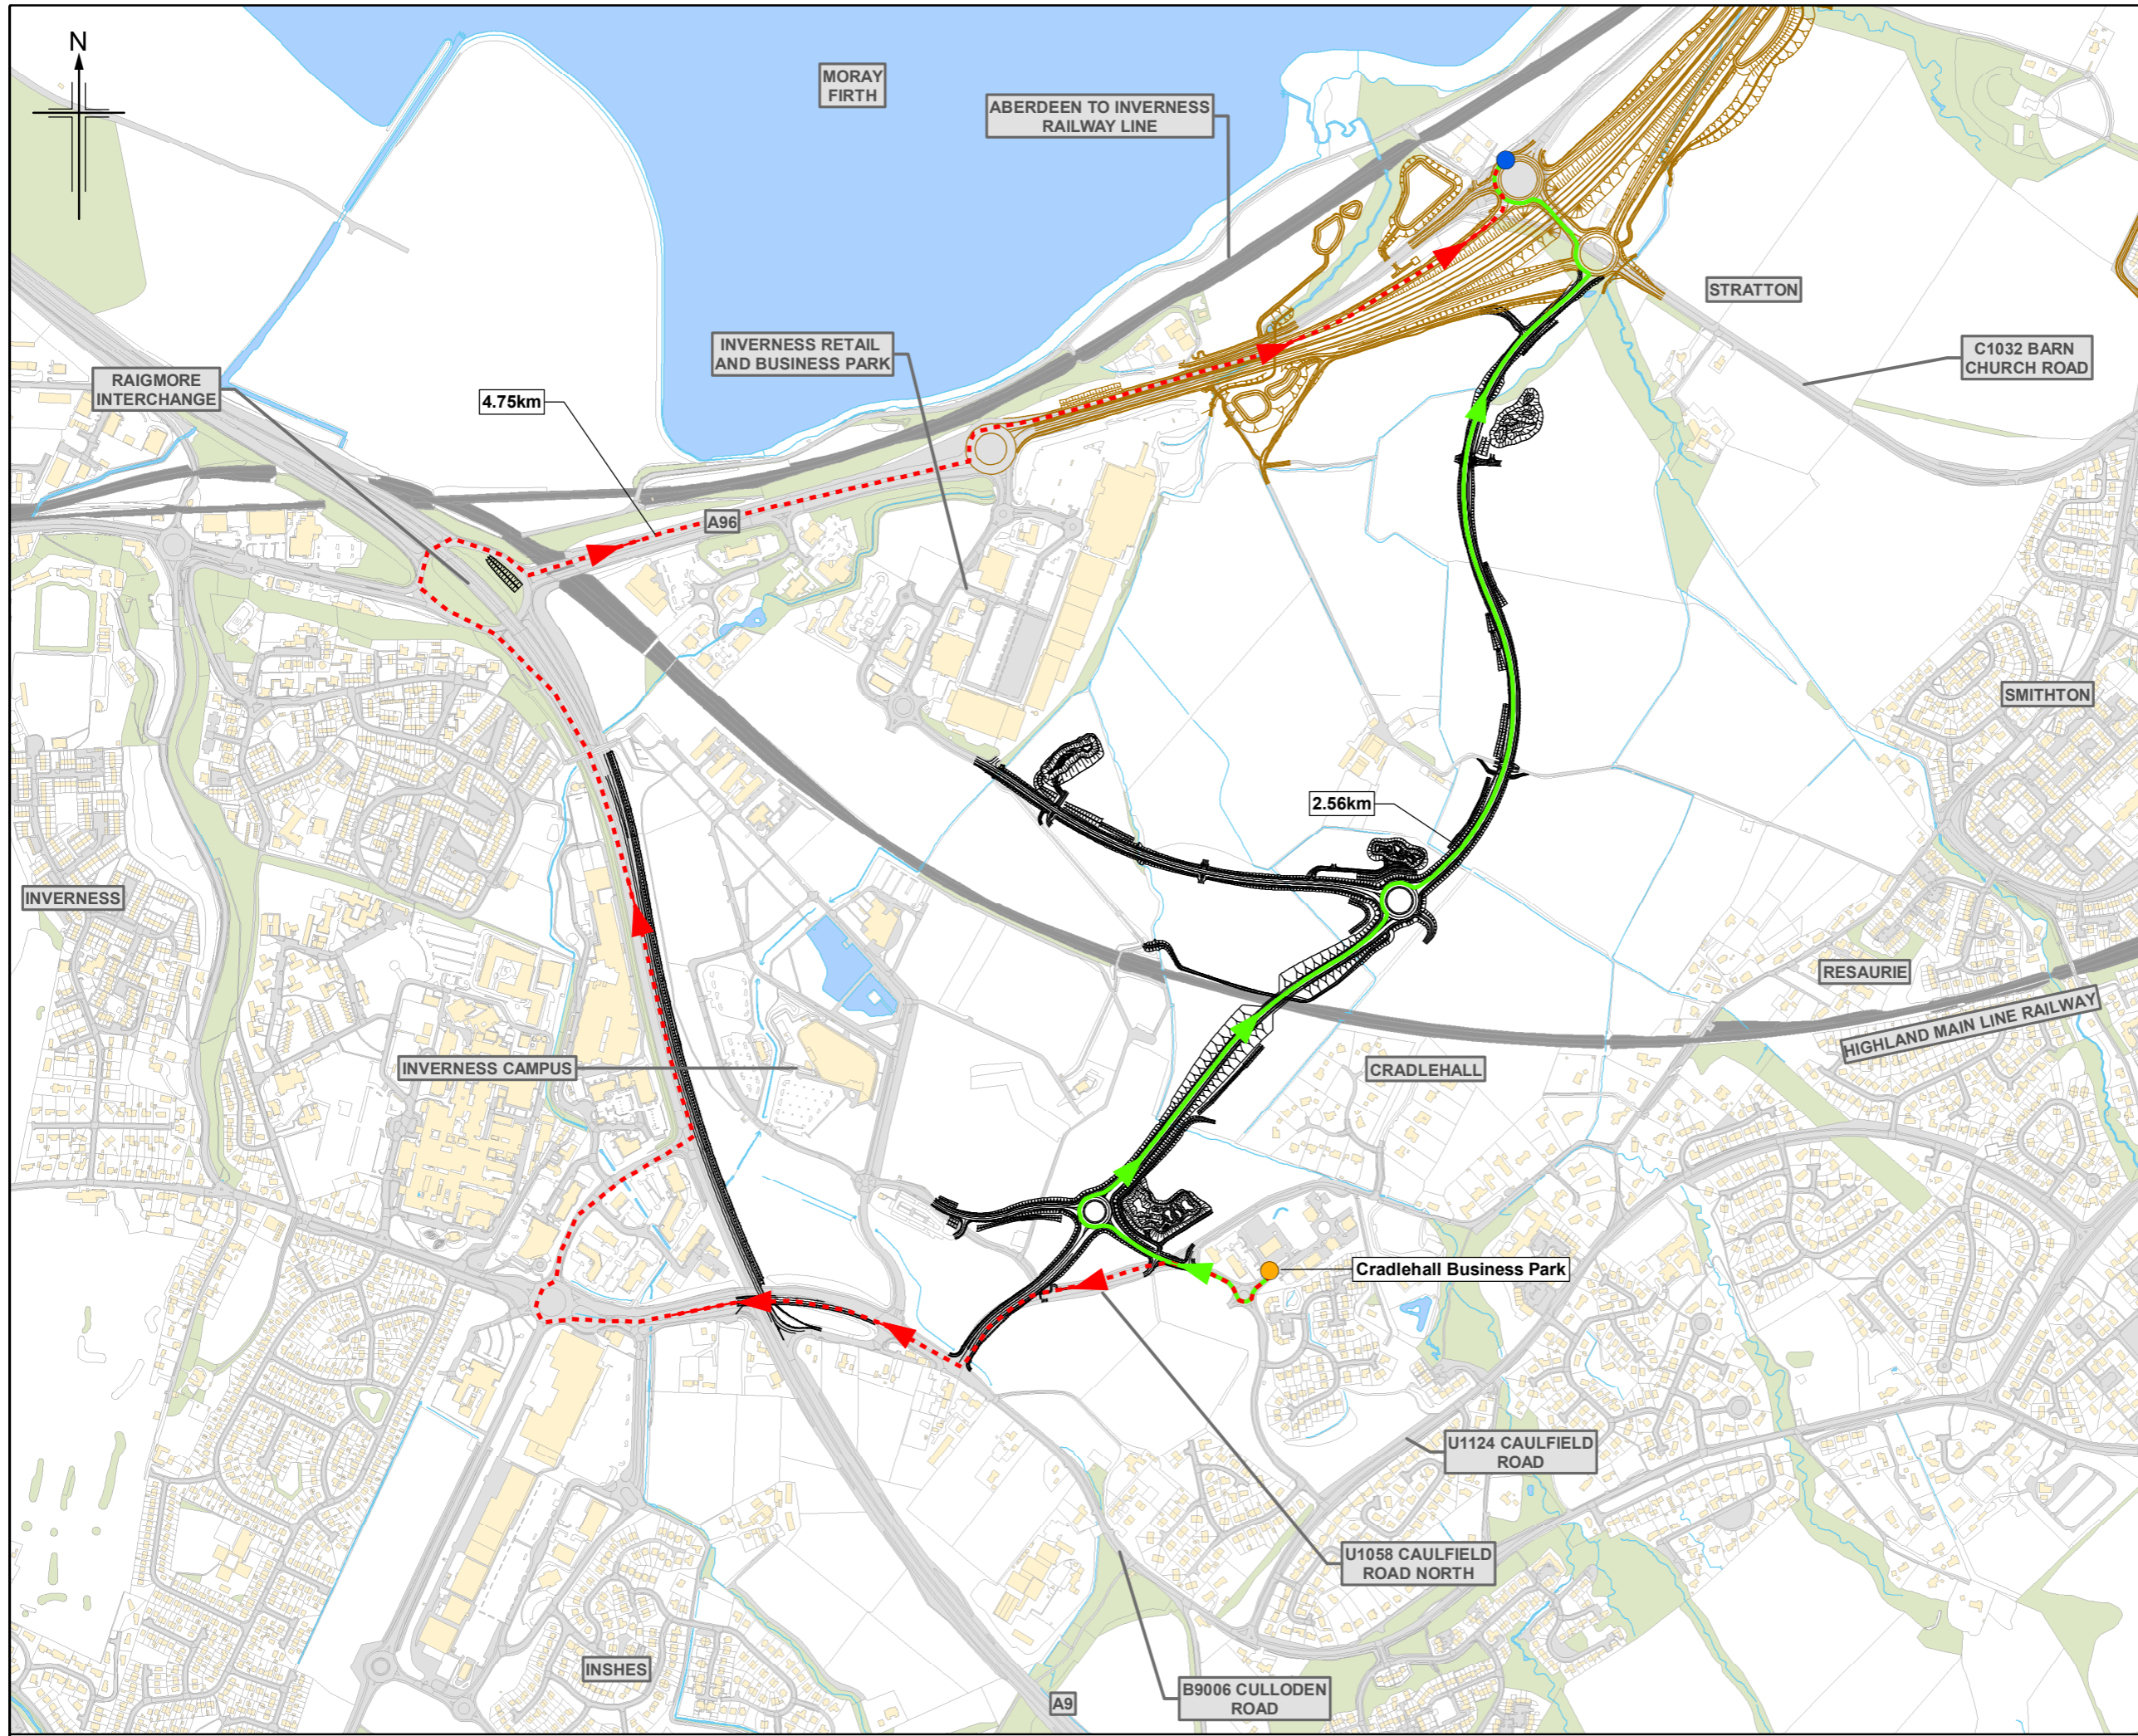 N
MORAY
FIRTH
ABERDEEN TO INVERNESS
RAILWAY LINE
STRATTON
INVERNESS RETAIL
AND BUSINESS PARK
C1032 BARN
CHURCH ROAD
RAIGMORE
INTERCHANGE
4.75km
A96
SMITHTON
2.56km
INVERNESS
RESAURIE
HIGHLAND MAIN LINE RAILWAY
INVERNESS CAMPUS
CRADLEHALL
Cradlehall Business Park
U1124 CAULFIELD
ROAD
U1058 CAULFIELD
ROAD NORTH
INSHES
A9
B9006 CULLODEN
ROAD